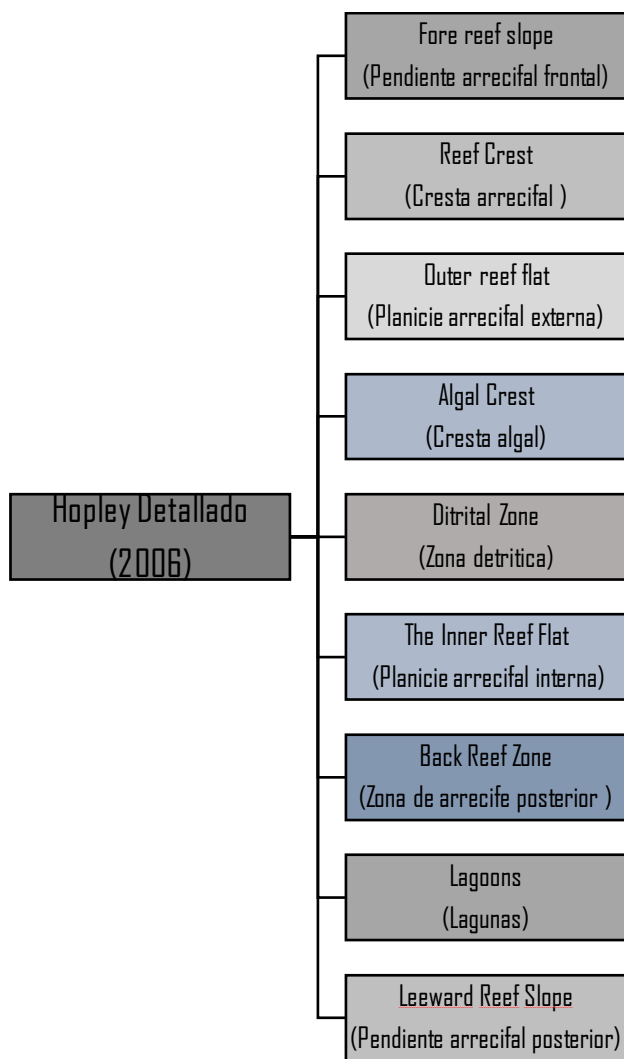 Fore reef slope
(Pendiente arrecifal frontal)
Reef Crest
(Cresta arrecifal )
Outer reef flat
(Planicie arrecifal externa)
Algal Crest
(Cresta algal)
Hopley Detallado
(2006)
Ditrital Zone
(Zona detritica)
The Inner Reef Flat
(Planicie arrecifal interna)
Back Reef Zone
(Zona de arrecife posterior )
Lagoons
(Lagunas)
Leeward Reef Slope
(Pendiente arrecifal posterior)